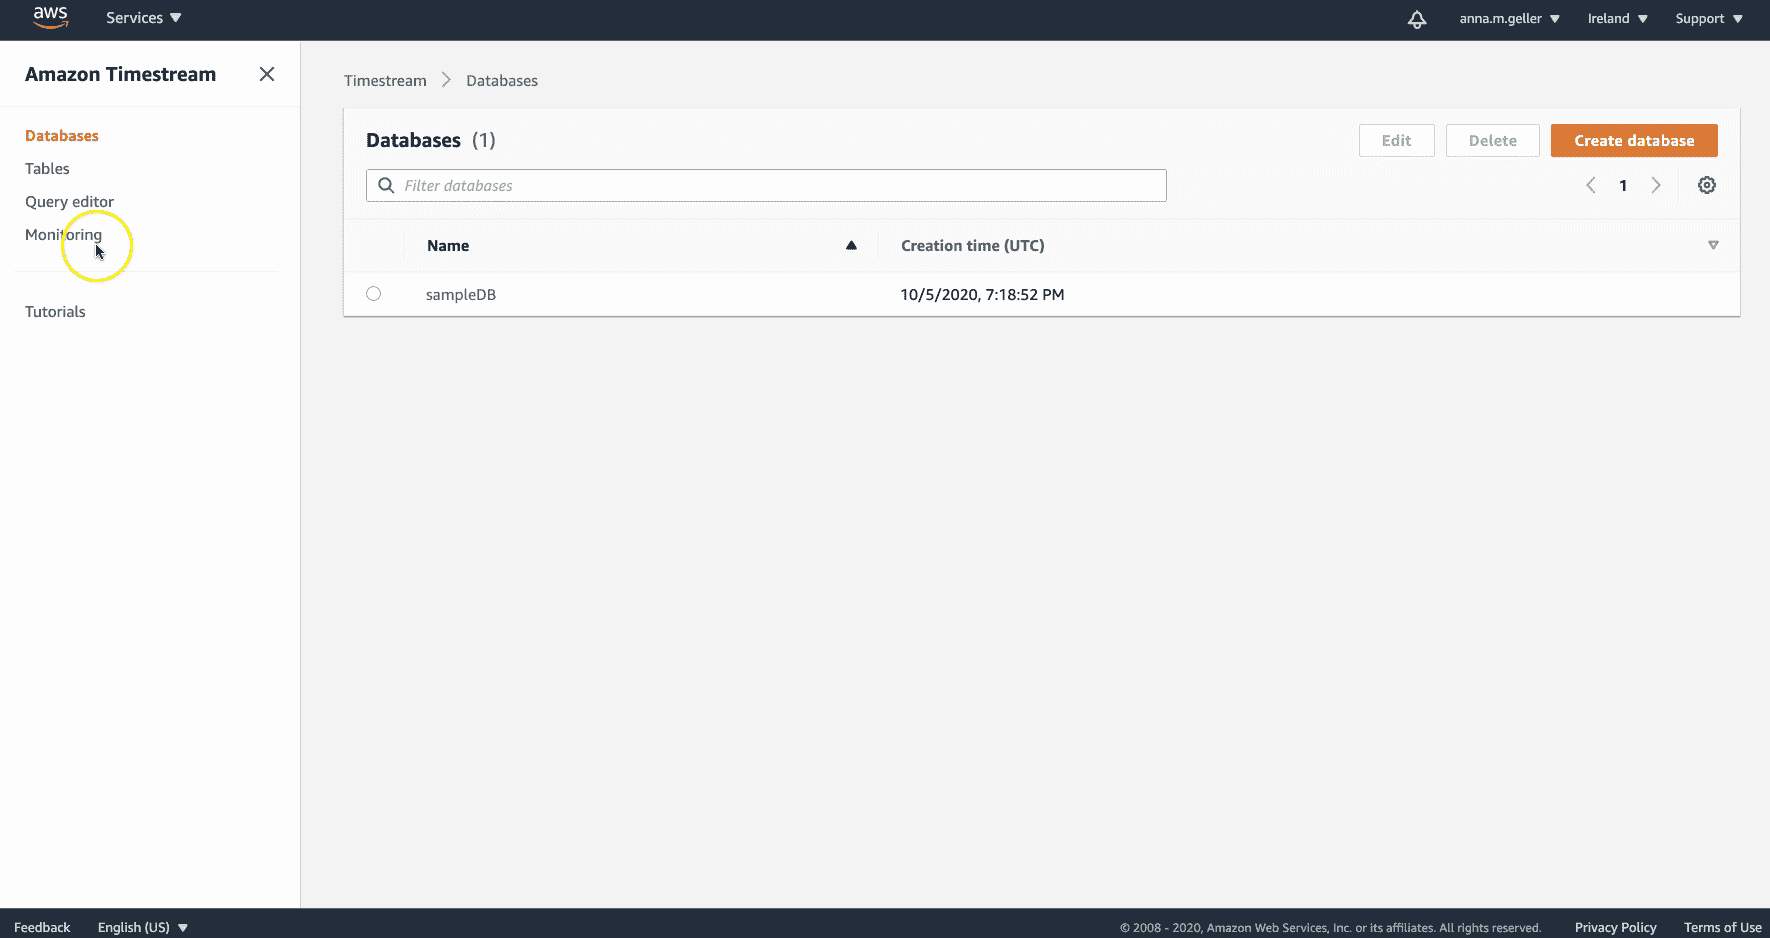 aws Services anna.m.geller Ireland Support
Amazon Timestream
Databases
Tables
Query editor
Monitoring
Tutorials
Timestream Databases
Databases (1) Edit Delete Create database
Filter databases 1
Name Creation time (UTC)
sampleDB 10/5/2020, 7:18:52 PM
Feedback English (US) © 2008 - 2020, Amazon Web Services, Inc. or its affiliates. All rights reserved. Privacy Policy Terms of Use